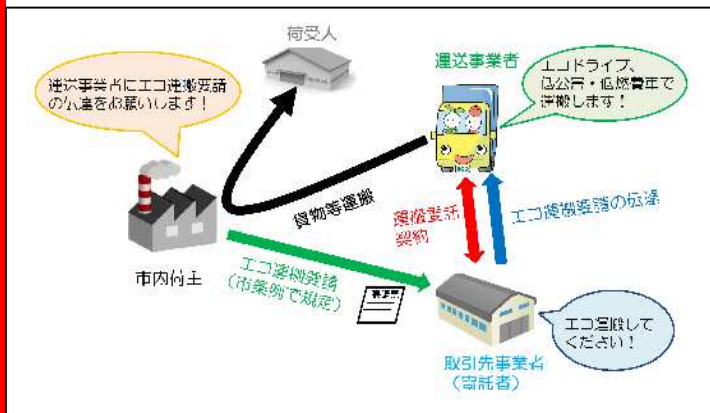 荷受人
運送事業者
運送事業者にエコ運搬要請
の伝達をお願いします!
エコドライブ、
低公害・低燃費車で
運搬します!
貨物等運搬
運搬委託
契約
エコ運搬要請の伝達
市内荷主
エコ運搬要請
(市条例で規定)
要請書
エコ運搬して
ください!
取引先事業者
(寄託者)